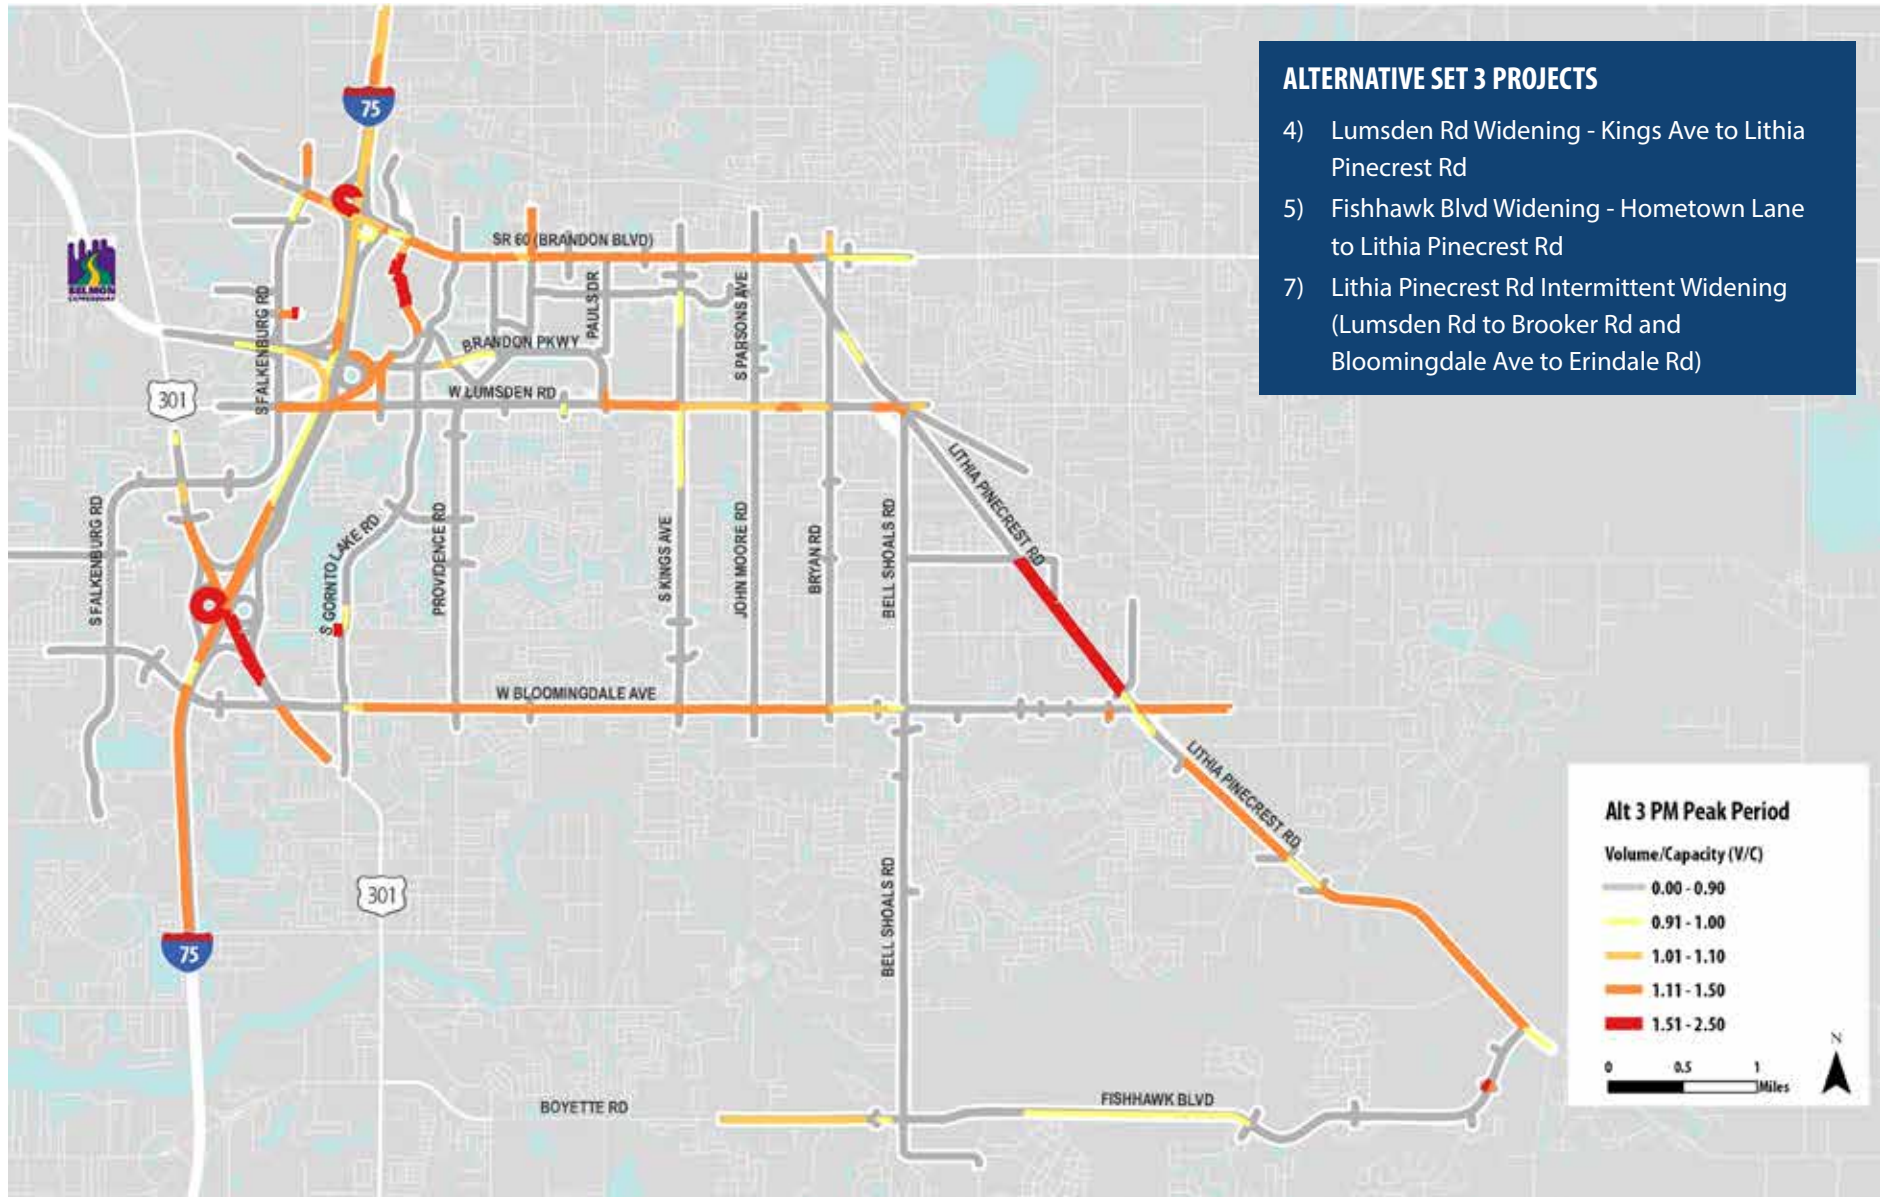 75
ALTERNATIVE SET 3 PROJECTS
4) Lumsden Rd Widening - Kings Ave to Lithia
Pinecrest Rd
5) Fishhawk Blvd Widening - Hometown Lane
to Lithia Pinecrest Rd
7) Lithia Pinecrest Rd Intermittent Widening
(Lumsden Rd to Brooker Rd and
Bloomingdale Ave to Erindale Rd)
SR 60 (BRANDON BLVD)
SELMON
S FALKENBURG RD
PAULS DR
S PARSONS AVE
BRANDON PKWY
W LUMSDEN RD
301
LITHIA PINECREST RD
S FALKENBURG RD
S GORNTO LAKE RD
PROVIDENCE RD
S KINGS AVE
JOHN MOORE RD
BRYAN RD
BELL SHOALS RD
W BLOOMINGDALE AVE
LITHIA PINECREST RD
BELL SHOALS RD
301
75
BOYETTE RD
FISHHAWK BLVD
Alt 3 PM Peak Period
Volume/Capacity (V/C)
0.00 - 0.90
0.91 - 1.00
1.01 - 1.10
1.11 - 1.50
1.51 - 2.50
N
0 0.5 1
Miles